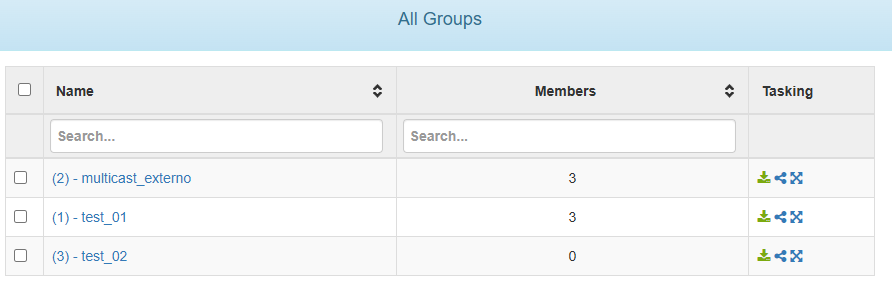 All Groups
Name Members Tasking
Search... Search...
(2) - multicast_externo 3
(1) - test_01 3
(3) - test_02 0